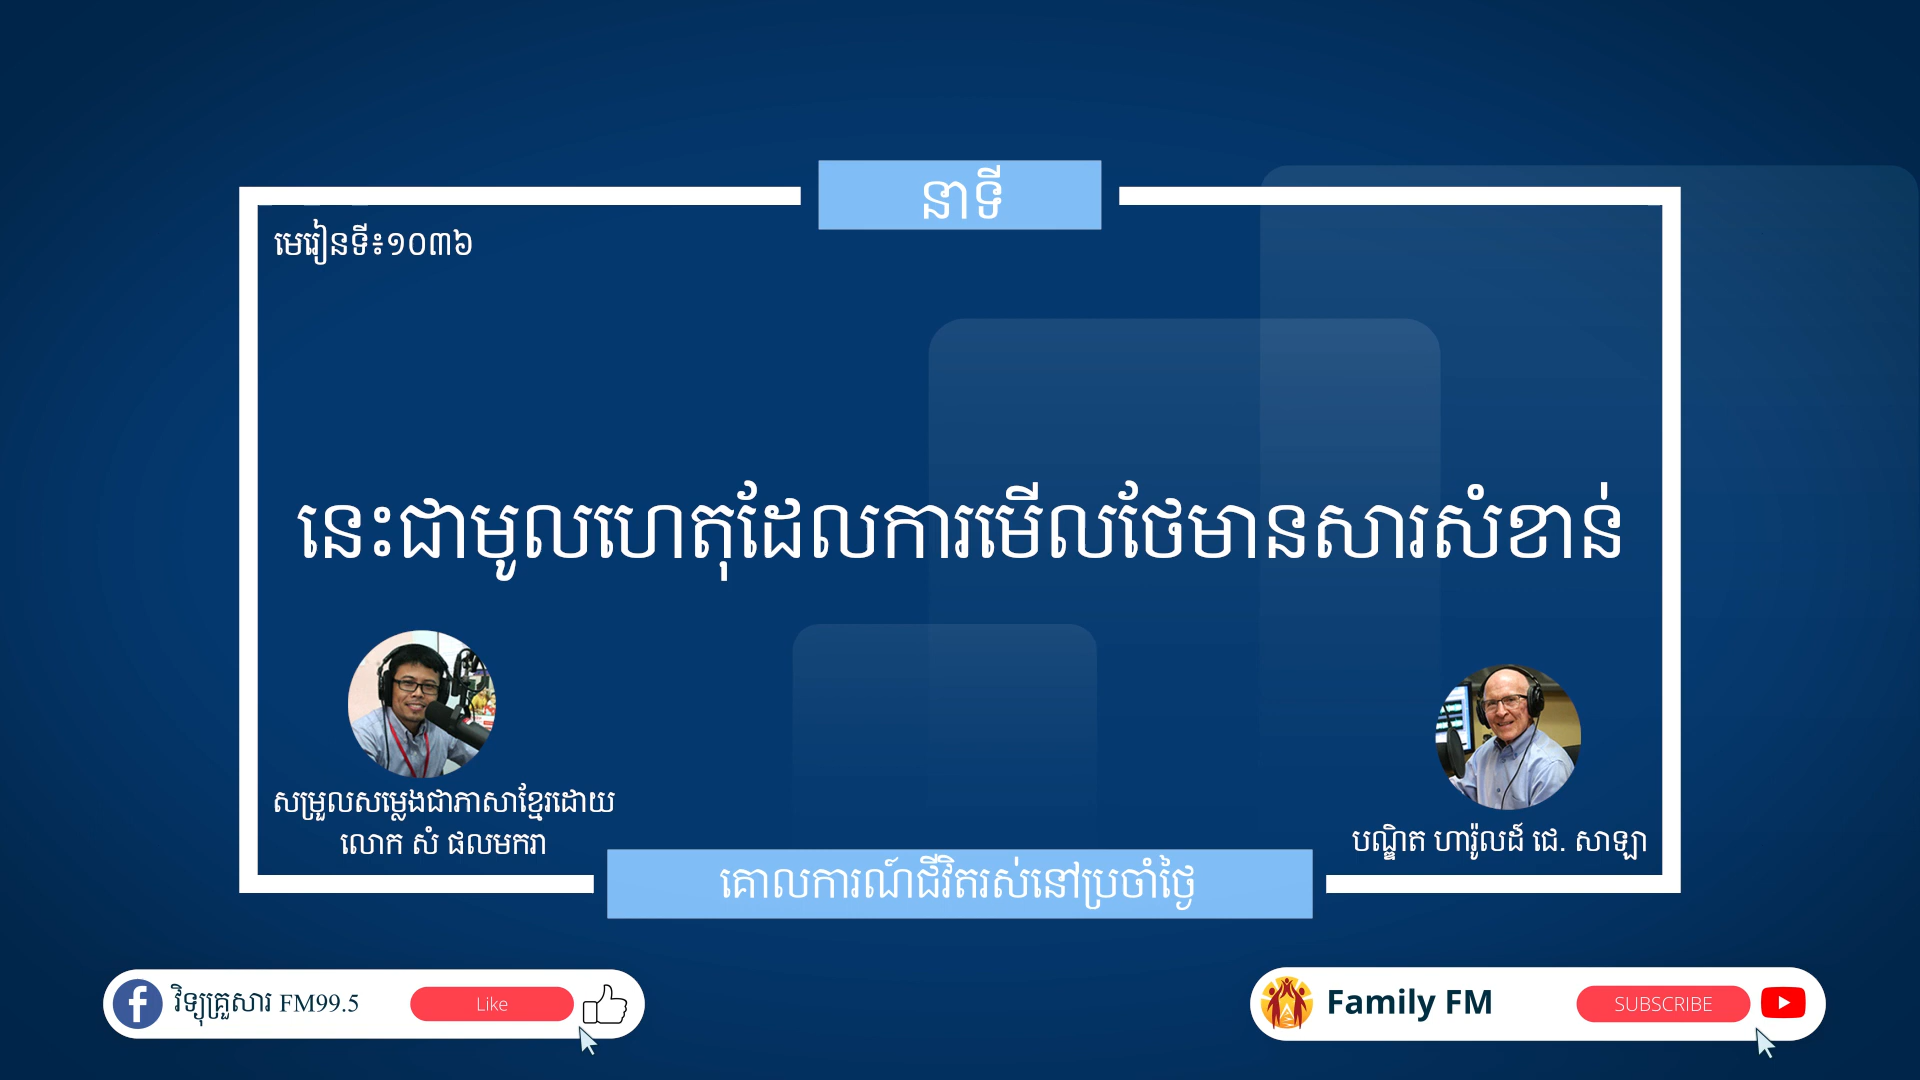 នាទី
មេរៀនទី៖១០៣៦
នេះជាមូលហេតុដែលការមើលថែមានសារសំខាន់
សម្រួលសម្លេងជាភាសាខ្មែរដោយ
លោក សំ ផលមករា
បណ្ឌិត ហារ៉ូលដ៍ ជេ. សាឡា
គោលការណ៍ជីវិតរស់នៅប្រចាំថ្ងៃ
វិទ្យុគ្រួសារ FM99.5 Like
Family FM SUBSCRIBE